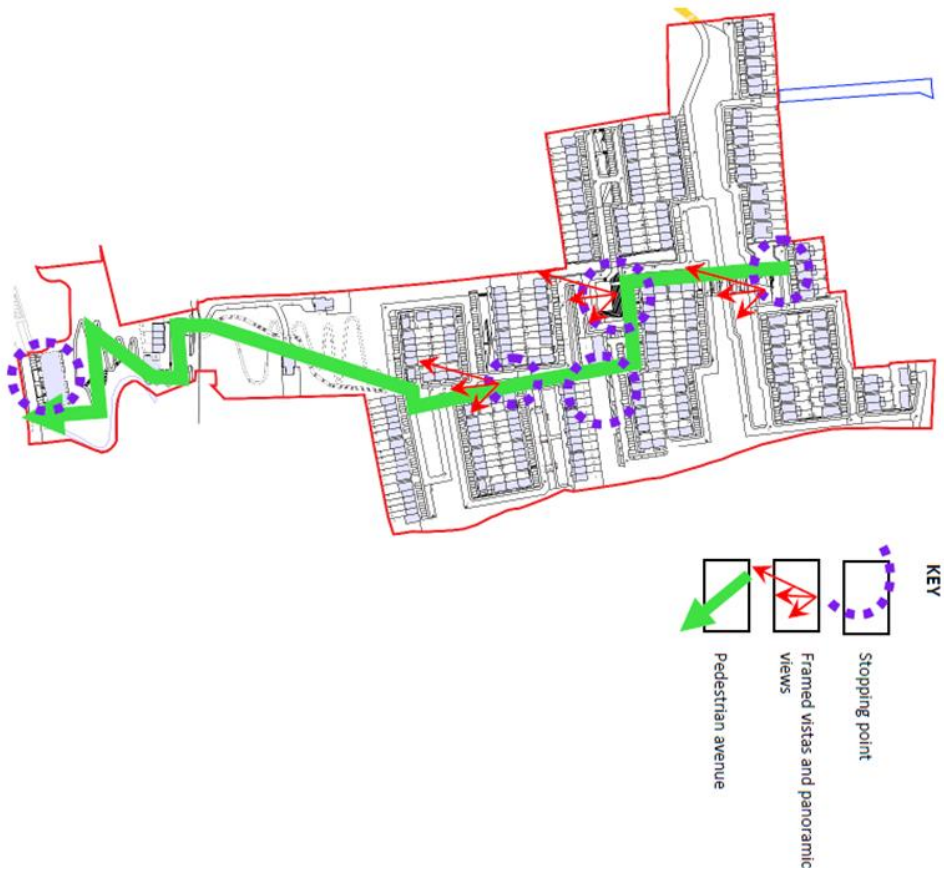 KEY
Stopping point
Framed vistas and panoramic
views
Pedestrian avenue